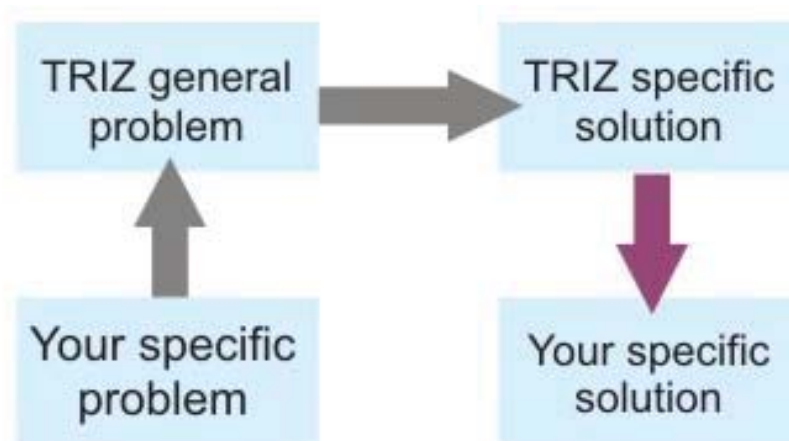 TRIZ general
problem
TRIZ specific
solution
Your specific
problem
Your specific
solution